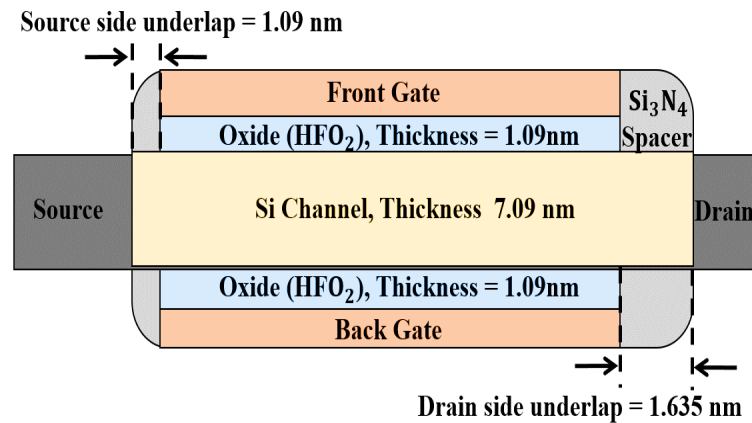 Source side underlap = 1.09 nm
Front Gate
Si₃N₄
Oxide (HFO₂), Thickness = 1.09nm
Spacer
Source
Si Channel, Thickness 7.09 nm
Drain
Oxide (HFO₂), Thickness = 1.09nm
Back Gate
Drain side underlap = 1.635 nm